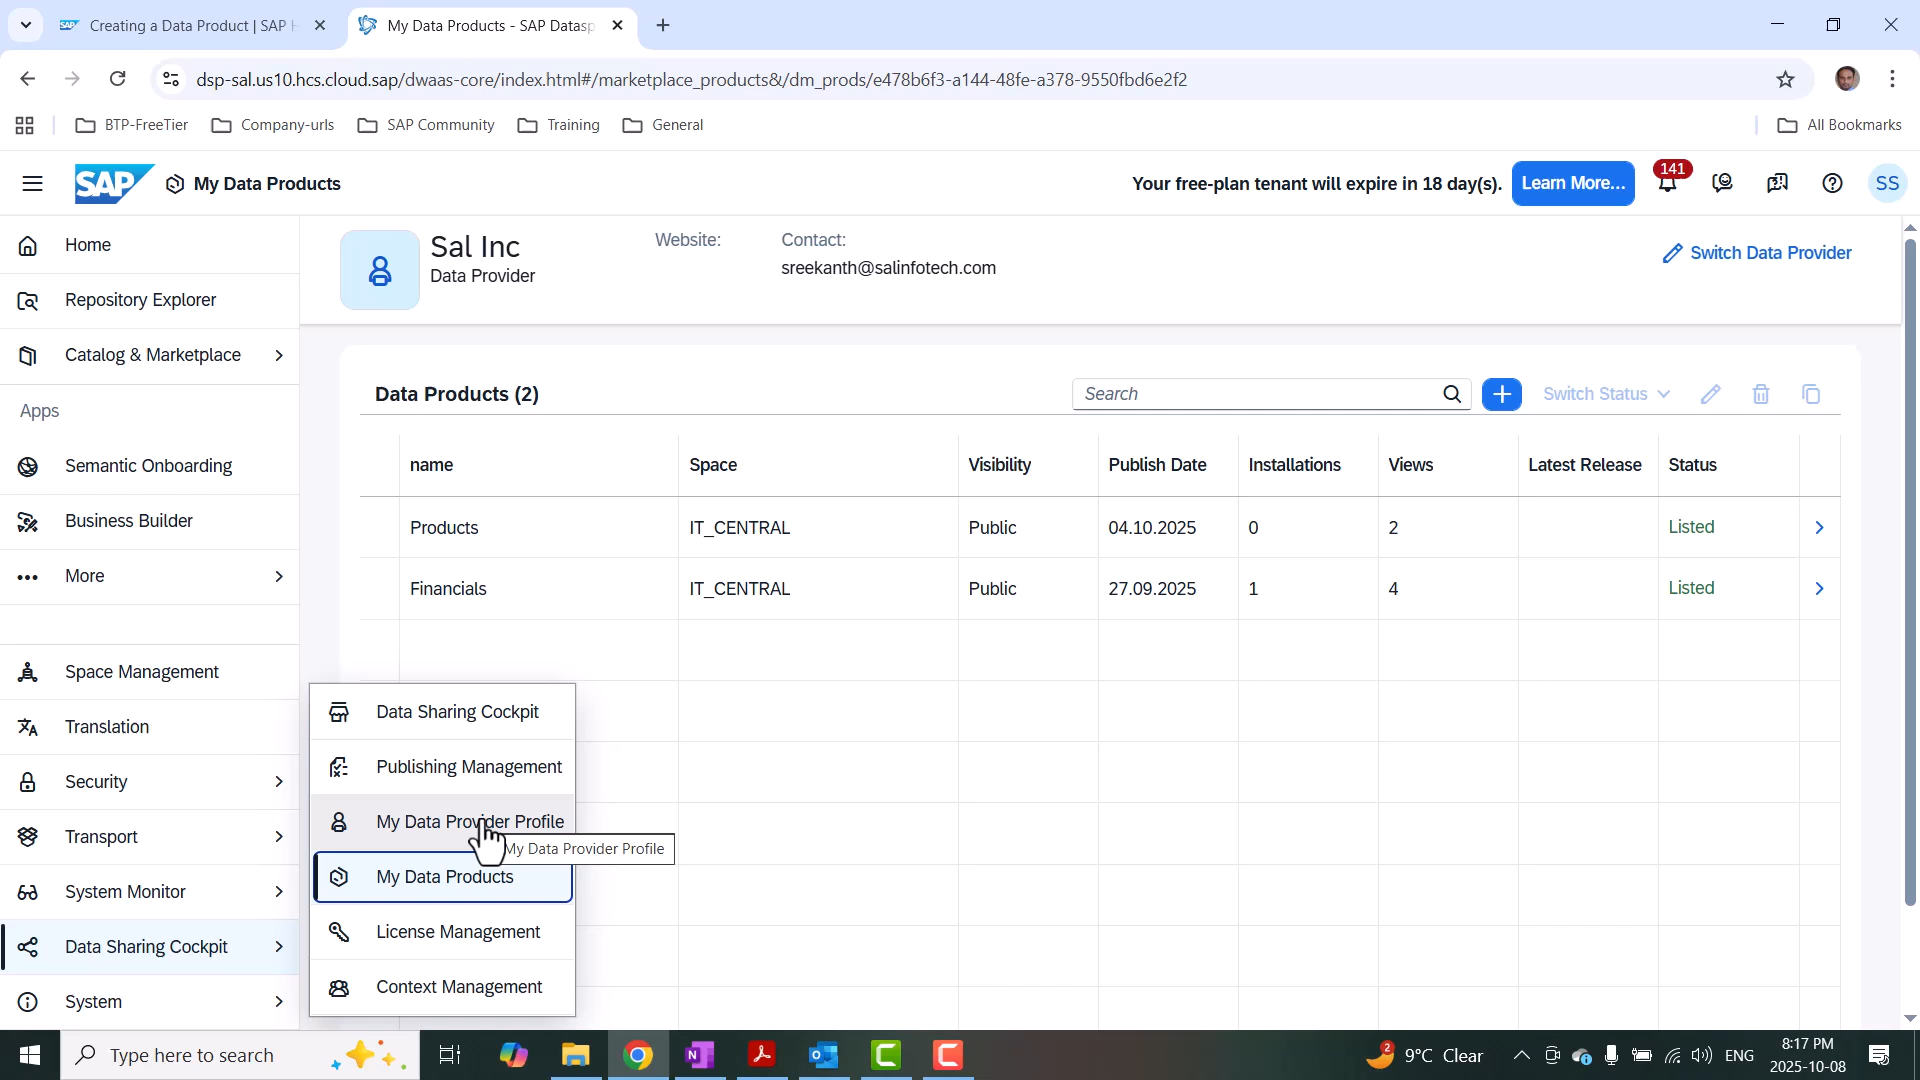 Creating a Data Product | SAP H
My Data Products - SAP Datasp
dsp-sal.us10.hcs.cloud.sap/dwaas-core/index.html#/marketplace_products&/dm_prods/e478b6f3-a144-48fe-a378-9550fbd6e2f2
BTP-FreeTier
Company-urls
SAP Community
Training
General
All Bookmarks
SAP
My Data Products
Your free-plan tenant will expire in 18 day(s).
Learn More...
141
SS
Home
Repository Explorer
Catalog & Marketplace
Apps
Semantic Onboarding
Business Builder
More
Space Management
Translation
Security
Transport
System Monitor
Data Sharing Cockpit
System
Sal Inc
Data Provider
Website:
Contact:
sreekanth@salinfotech.com
Switch Data Provider
Data Products (2)
Search
Switch Status
name Space Visibility Publish Date Installations Views Latest Release Status
Products IT_CENTRAL Public 04.10.2025 0 2 Listed
Financials IT_CENTRAL Public 27.09.2025 1 4 Listed
Data Sharing Cockpit
Publishing Management
My Data Provider Profile
My Data Provider Profile
My Data Products
License Management
Context Management
Type here to search
2
9°C Clear
ENG
8:17 PM
2025-10-08